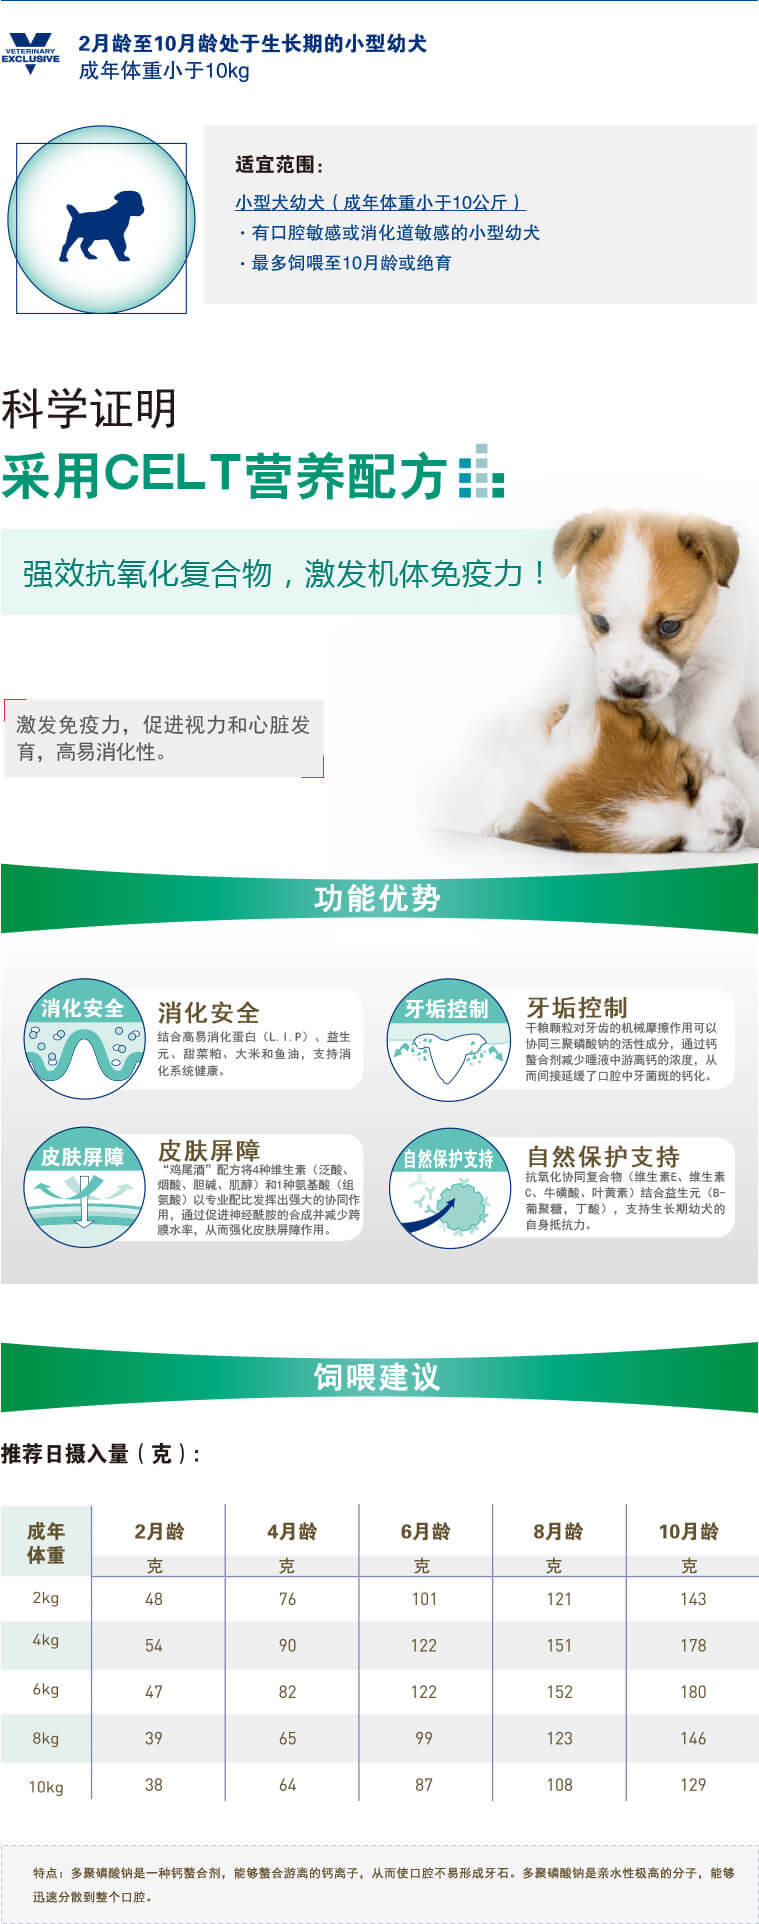 VETERINARY
EXCLUSIVE
2月龄至10月龄处于生长期的小型幼犬
成年体重小于10kg
适宜范围：
小型犬幼犬（成年体重小于10公斤）
·有口腔敏感或消化道敏感的小型幼犬
·最多饲喂至10月龄或绝育
科学证明
采用CELT营养配方
强效抗氧化复合物，激发机体免疫力！
激发免疫力，促进视力和心脏发
育，高易消化性。
功能优势
消化安全
消化安全
结合高易消化蛋白（L.I.P）、益生
元、甜菜粕、大米和鱼油，支持消
化系统健康。
牙垢控制
牙垢控制
干粮颗粒对牙齿的机械摩擦作用可以
协同三聚磷酸钠的活性成分，通过钙
螯合剂减少唾液中游离钙的浓度，从
而间接延缓了口腔中牙菌斑的钙化。
皮肤屏障
皮肤屏障
“鸡尾酒”配方将4种维生素（泛酸、
烟酸、胆碱、肌醇）和1种氨基酸（组
氨酸）以专业配比发挥出强大的协同作
用，通过促进神经酰胺的合成并减少跨
膜水率，从而强化皮肤屏障作用。
自然保护支持
自然保护支持
抗氧化协同复合物（维生素E、维生素
C、牛磺酸、叶黄素）结合益生元（B-
葡聚糖，丁酸），支持生长期幼犬的
自身抵抗力。
饲喂建议
推荐日摄入量（克）：
成年体重 2月龄 4月龄 6月龄 8月龄 10月龄
克 克 克 克 克
2kg 48 76 101 121 143
4kg 54 90 122 151 178
6kg 47 82 122 152 180
8kg 39 65 99 123 146
10kg 38 64 87 108 129
特点：多聚磷酸钠是一种钙螯合剂，能够螯合游离的钙离子，从而使口腔不易形成牙石。多聚磷酸钠是亲水性极高的分子，能够
迅速分散到整个口腔。